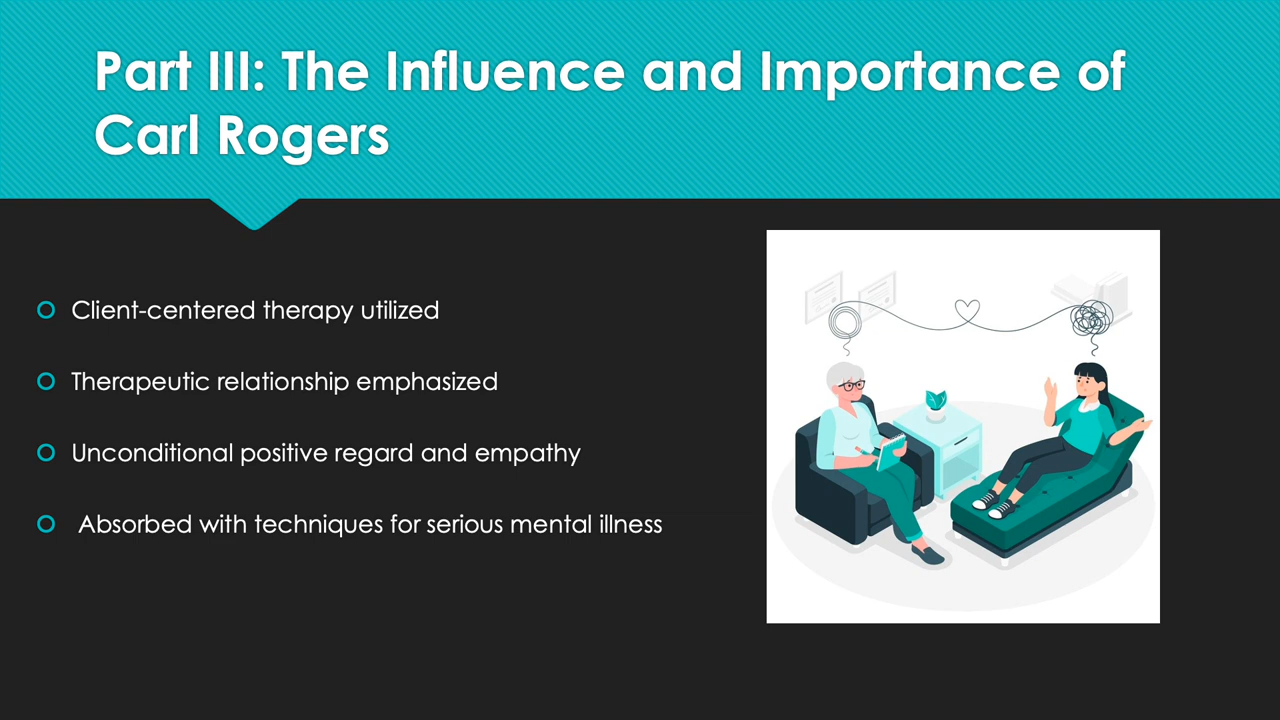 Part III: The Influence and Importance of
Carl Rogers
Client-centered therapy utilized
Therapeutic relationship emphasized
Unconditional positive regard and empathy
Absorbed with techniques for serious mental illness